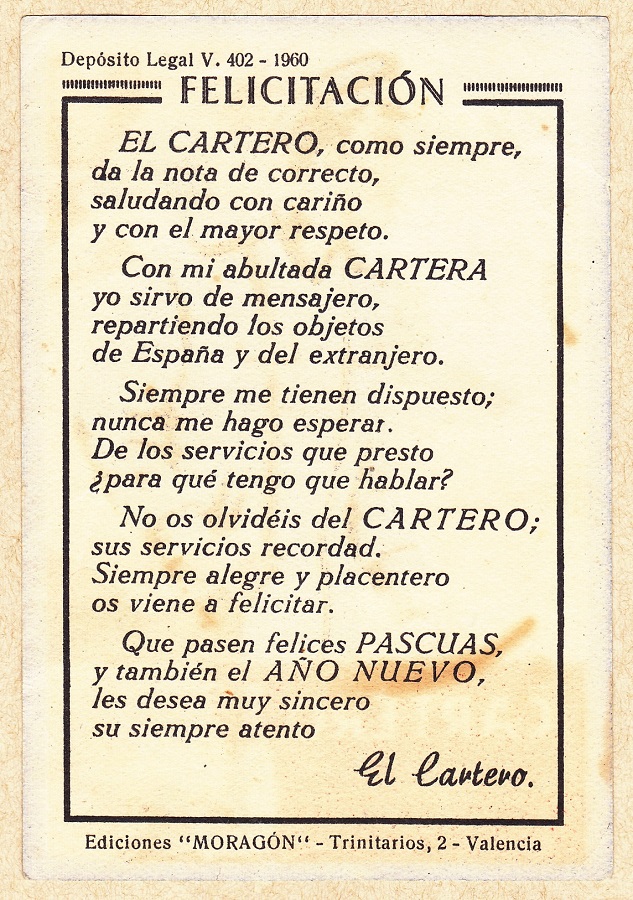 Depósito Legal V. 402 - 1960
FELICITACIÓN
EL CARTERO, como siempre,
da la nota de correcto,
saludando con cariño
y con el mayor respeto.
Con mi abultada CARTERA
yo sirvo de mensajero,
repartiendo los objetos
de España y del extranjero.
Siempre me tienen dispuesto;
nunca me hago esperar.
De los servicios que presto
¿para qué tengo que hablar?
No os olvidéis del CARTERO;
sus servicios recordad.
Siempre alegre y placentero
os viene a felicitar.
Que pasen felices PASCUAS,
y también el AÑO NUEVO,
les desea muy sincero
su siempre atento
El Cartero.
Ediciones "MORAGÓN" - Trinitarios, 2 - Valencia